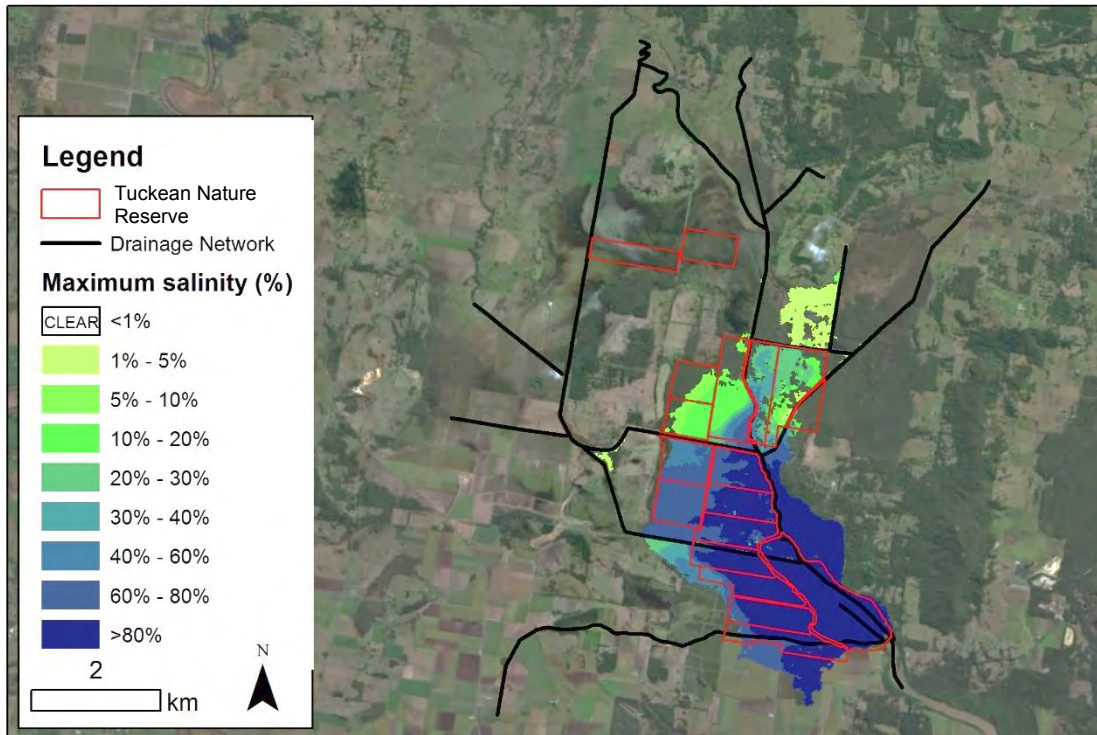 Legend
Tuckean Nature
Reserve
Drainage Network
Maximum salinity (%)
CLEAR <1%
1% - 5%
5% - 10%
10% - 20%
20% - 30%
30% - 40%
40% - 60%
60% - 80%
>80%
2
km
N